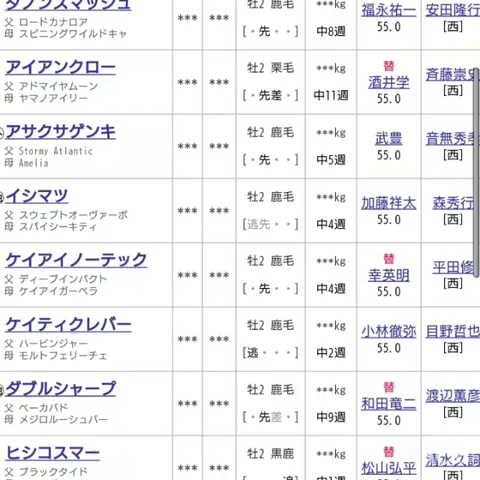 ダノンスマッシュ
父 ロードカナロア
母 スピニングワイルドキャ
*** ***
牡2 鹿毛
[・先・・]
***kg
中8週
福永祐一
55.0
安田隆行
[西]
アイアンクロー
父 アドマイヤムーン
母 ヤマノアイリー
*** ***
牡2 栗毛
[・先差・]
***kg
中11週
替
酒井学
55.0
斉藤崇史
[西]
アサクサゲンキ
父 Stormy Atlantic
母 Amelia
*** ***
牡2 鹿毛
[・先・・]
***kg
中5週
武豊
55.0
音無秀孝
[西]
イシマツ
父 スウェプトオーヴァーボ
母 スパイシーキティ
*** ***
牡2 鹿毛
[逃先・・]
***kg
中4週
加藤祥太
55.0
森秀行
[西]
ケイアイノーテック
父 ディープインパクト
母 ケイアイガーベラ
*** ***
牡2 鹿毛
[・先・・]
***kg
中4週
替
幸英明
55.0
平田修
[西]
ケイティクレバー
父 ハービンジャー
母 モルトフェリーチェ
*** ***
牡2 鹿毛
[逃・・・]
***kg
中2週
小林徹弥
55.0
目野哲也
[西]
ダブルシャープ
父 ベーカバド
母 メジロルーシュバー
*** ***
牡2 鹿毛
[・先差・]
***kg
中9週
替
和田竜二
55.0
渡辺薫彦
[西]
ヒシコスマー
父 ブラックタイド
*** ***
牡2 黒鹿
***kg
替
松山弘平
清水久詞